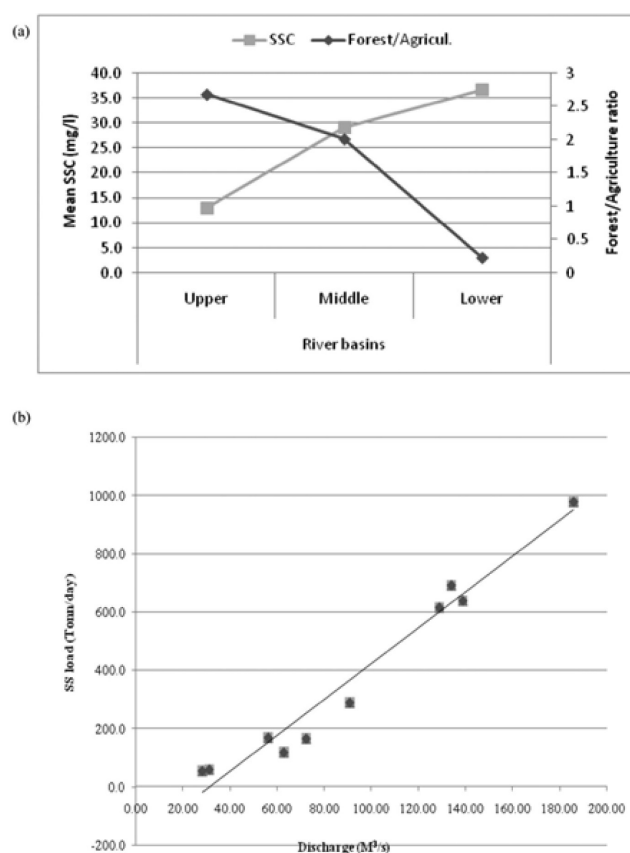 (a)
SSC Forest/Agricul.
40.0
35.0
30.0
25.0
20.0
15.0
10.0
5.0
0.0
Mean SSC (mg/l)
3
2.5
2
1.5
1
0.5
0
Forest/Agriculture ratio
Upper Middle Lower
River basins
(b)
1200.0
1000.0
800.0
600.0
400.0
200.0
0.0
-200.0
SS load (Tonn/day)
0.00 20.00 40.00 60.00 80.00 100.00 120.00 140.00 160.00 180.00 200.00
Discharge (M³/s)